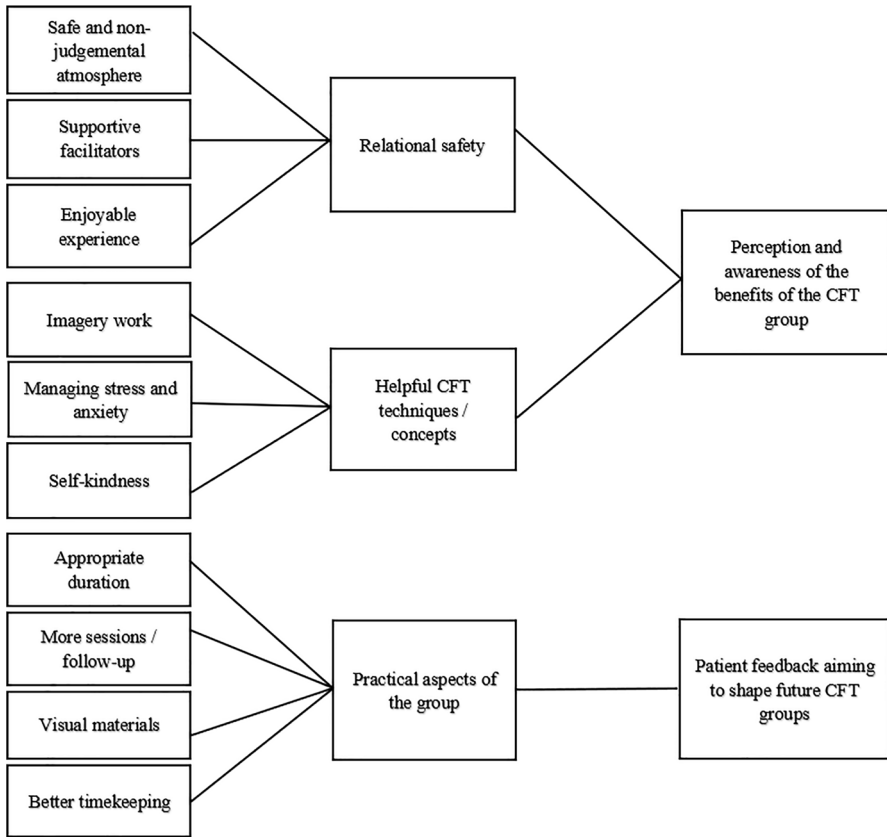 Safe and non-
judgemental
atmosphere
Supportive
facilitators
Enjoyable
experience
Imagery work
Managing stress and
anxiety
Self-kindness
Appropriate
duration
More sessions /
follow-up
Visual materials
Better timekeeping
Relational safety
Helpful CFT
techniques /
concepts
Practical aspects of
the group
Perception and
awareness of the
benefits of the CFT
group
Patient feedback aiming
to shape future CFT
groups